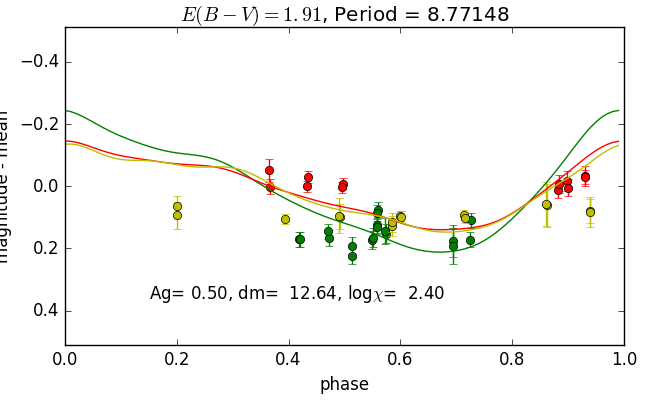 E(B − V) = 1.91, Period = 8.77148
magnitude - mean
−0.4
−0.2
0.0
0.2
0.4
Ag= 0.50, dm= 12.64, logχ= 2.40
0.0 0.2 0.4 0.6 0.8 1.0
phase